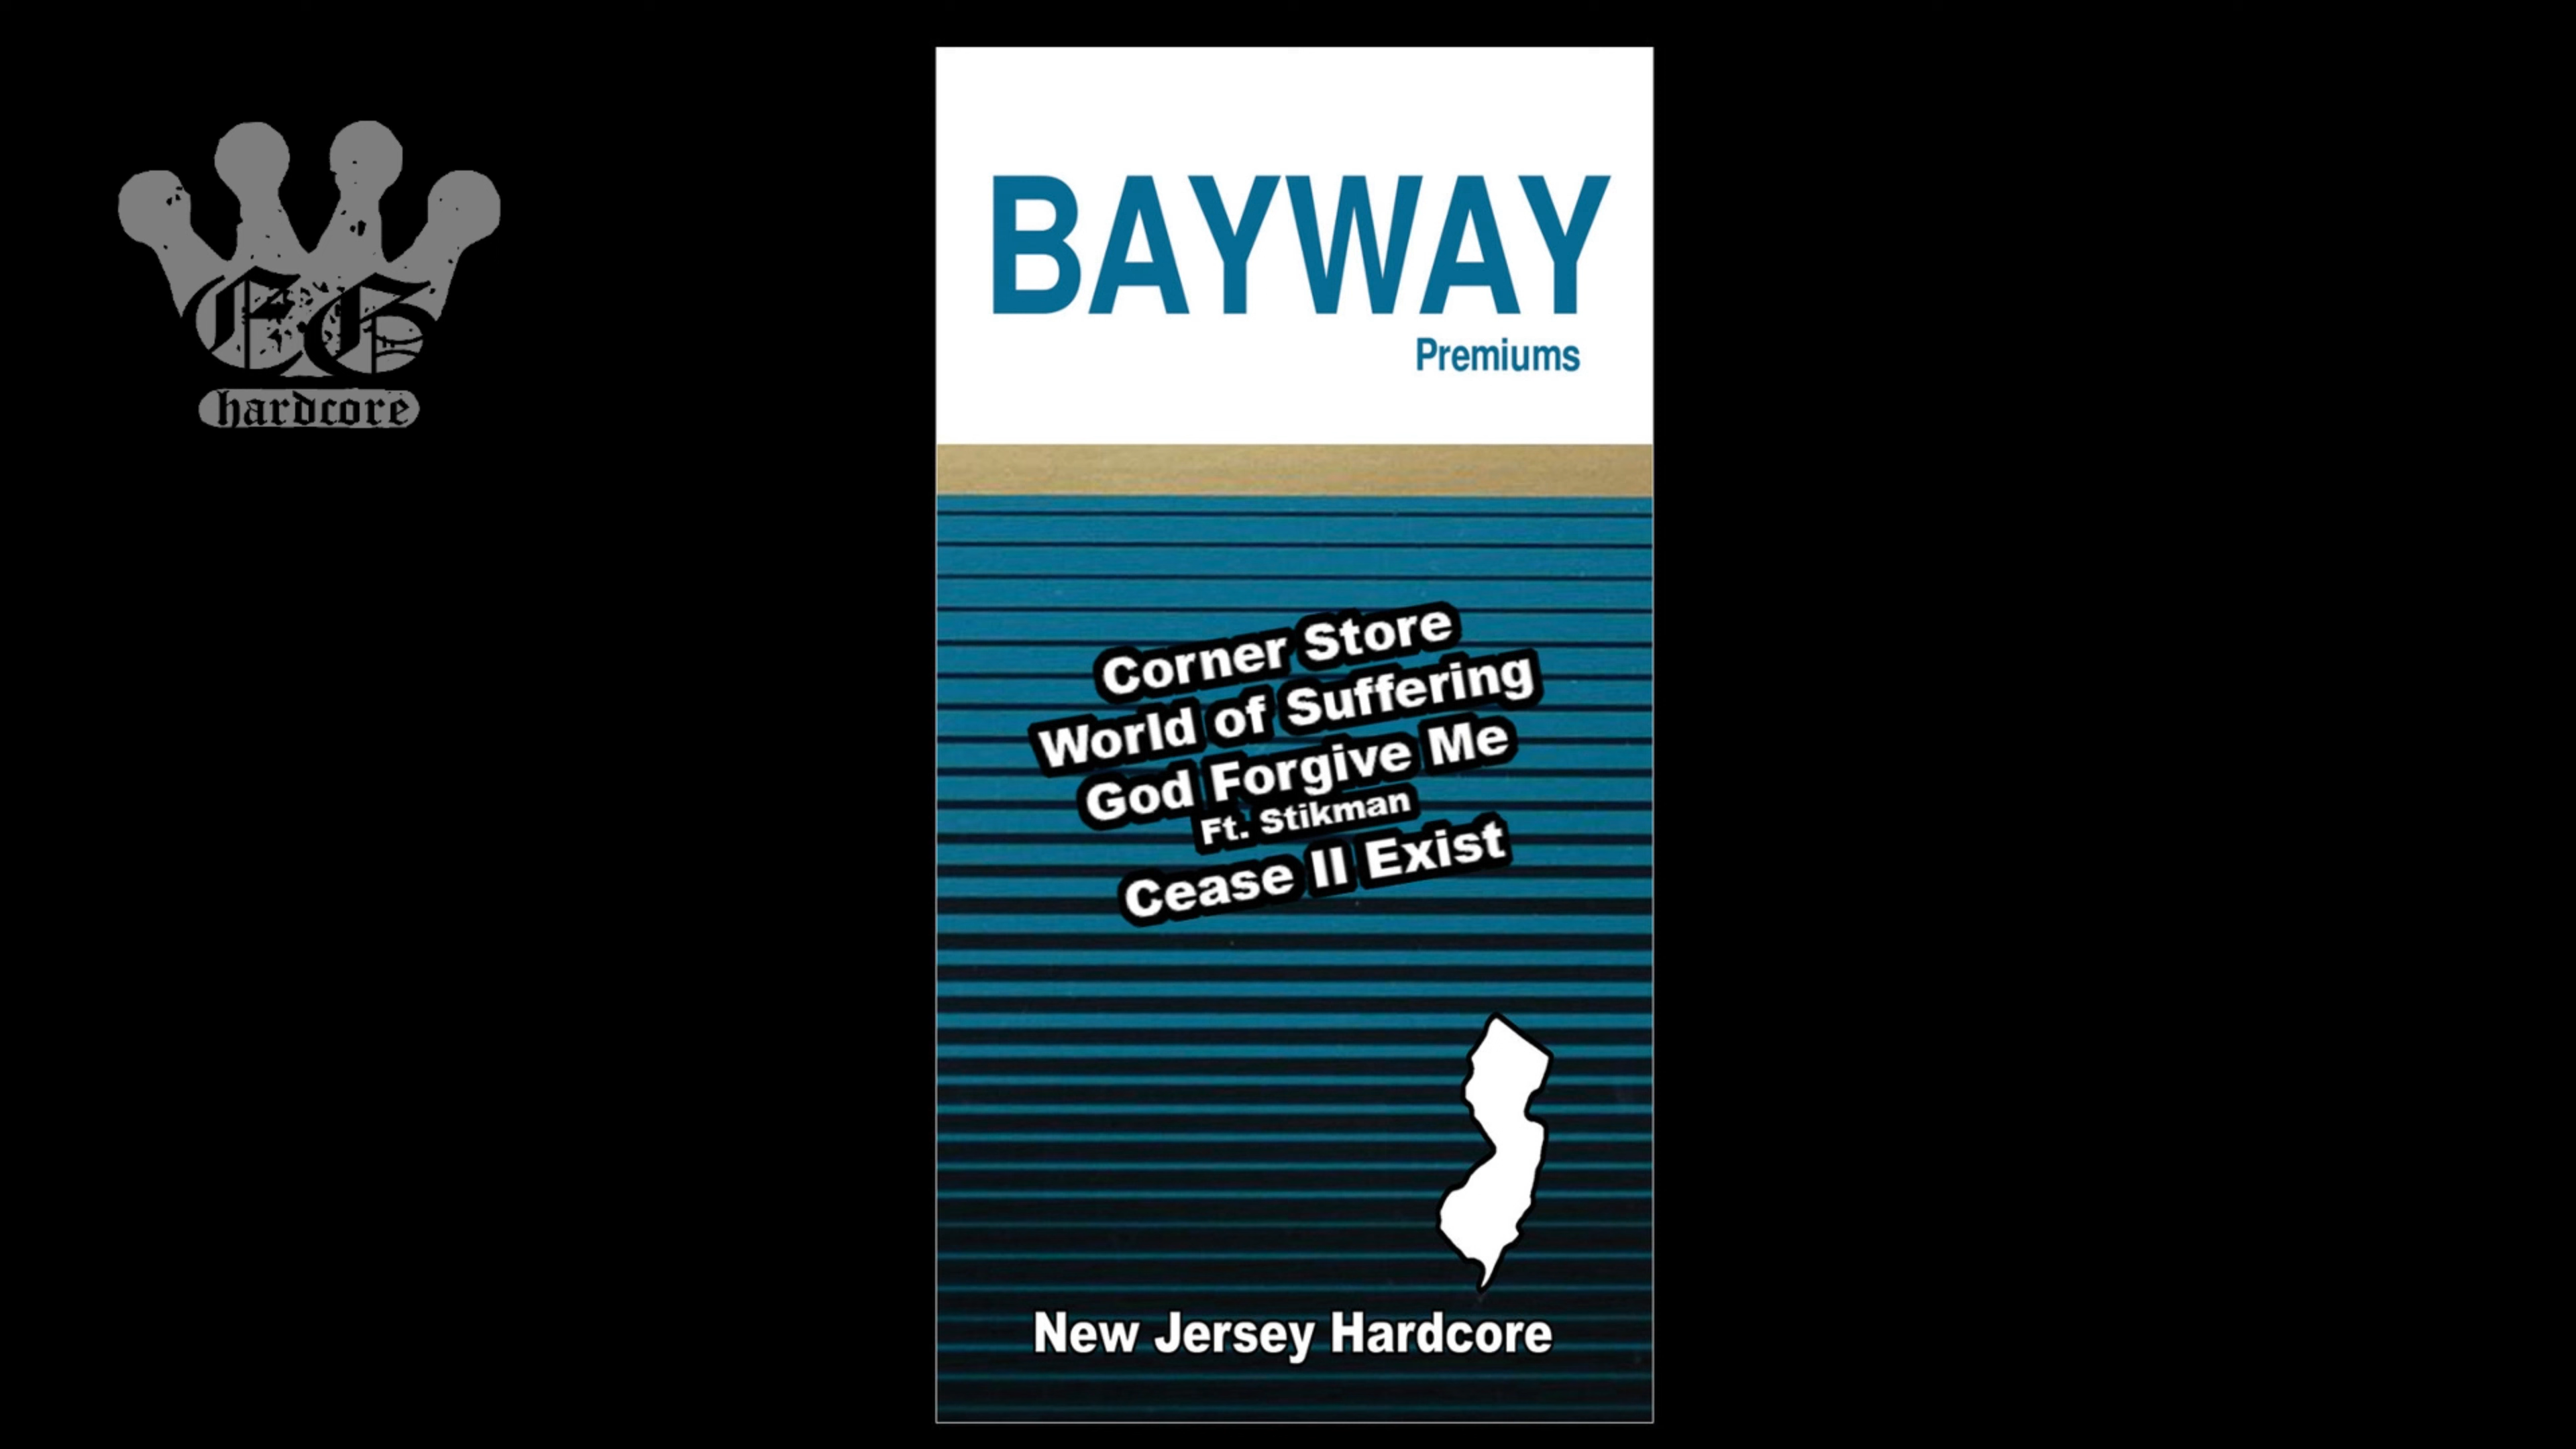 EG
hardcore
BAYWAY
Premiums
Corner Store
World of Suffering
God Forgive Me
Ft. Stikman
Cease II Exist
New Jersey Hardcore